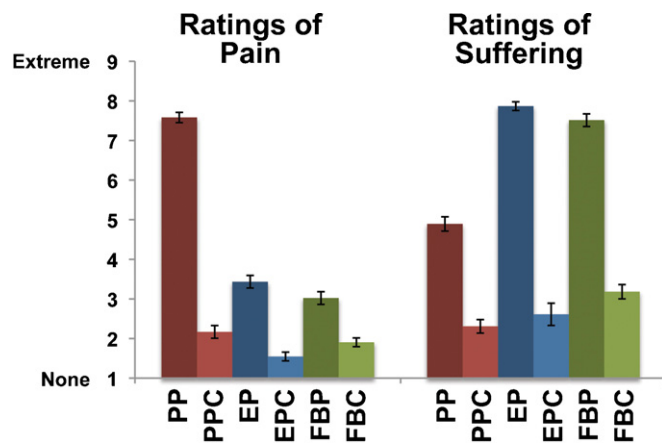 Ratings of
Pain
Ratings of
Suffering
Extreme
9
8
7
6
5
4
3
2
None
1
PP
PPC
EP
EPC
FBP
FBC
PP
PPC
EP
EPC
FBP
FBC